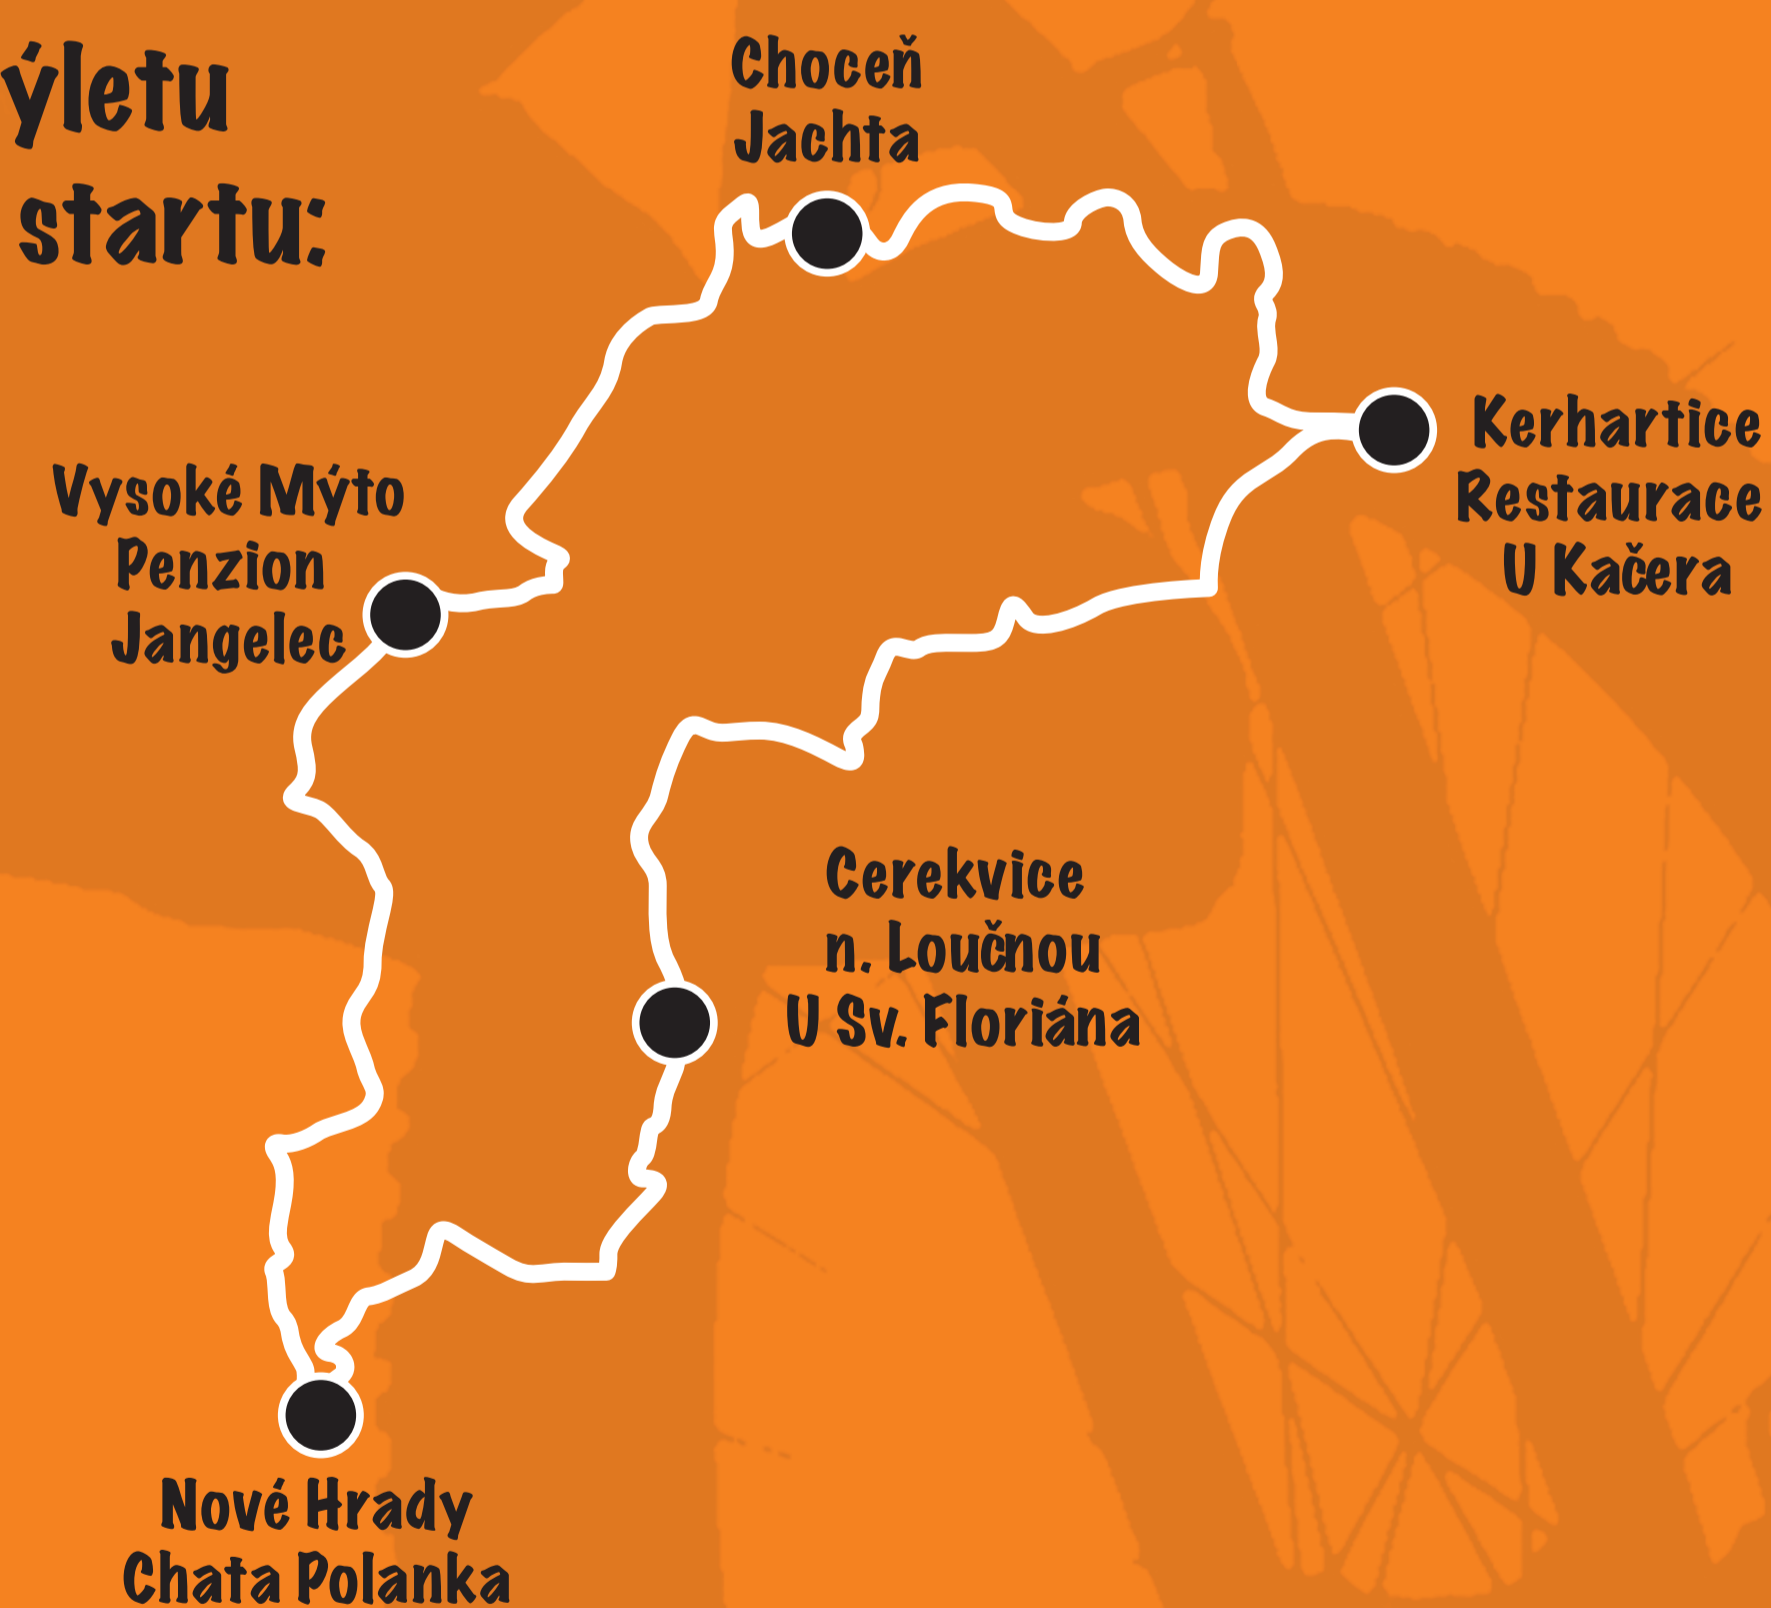 ýletu
startu:
Choceň
Jachta
Kerhartice
Restaurace
U Kačera
Vysoké Mýto
Penzion
Jangelec
Cerekvice
n. Loučnou
U Sv. Floriána
Nové Hrady
Chata Polanka